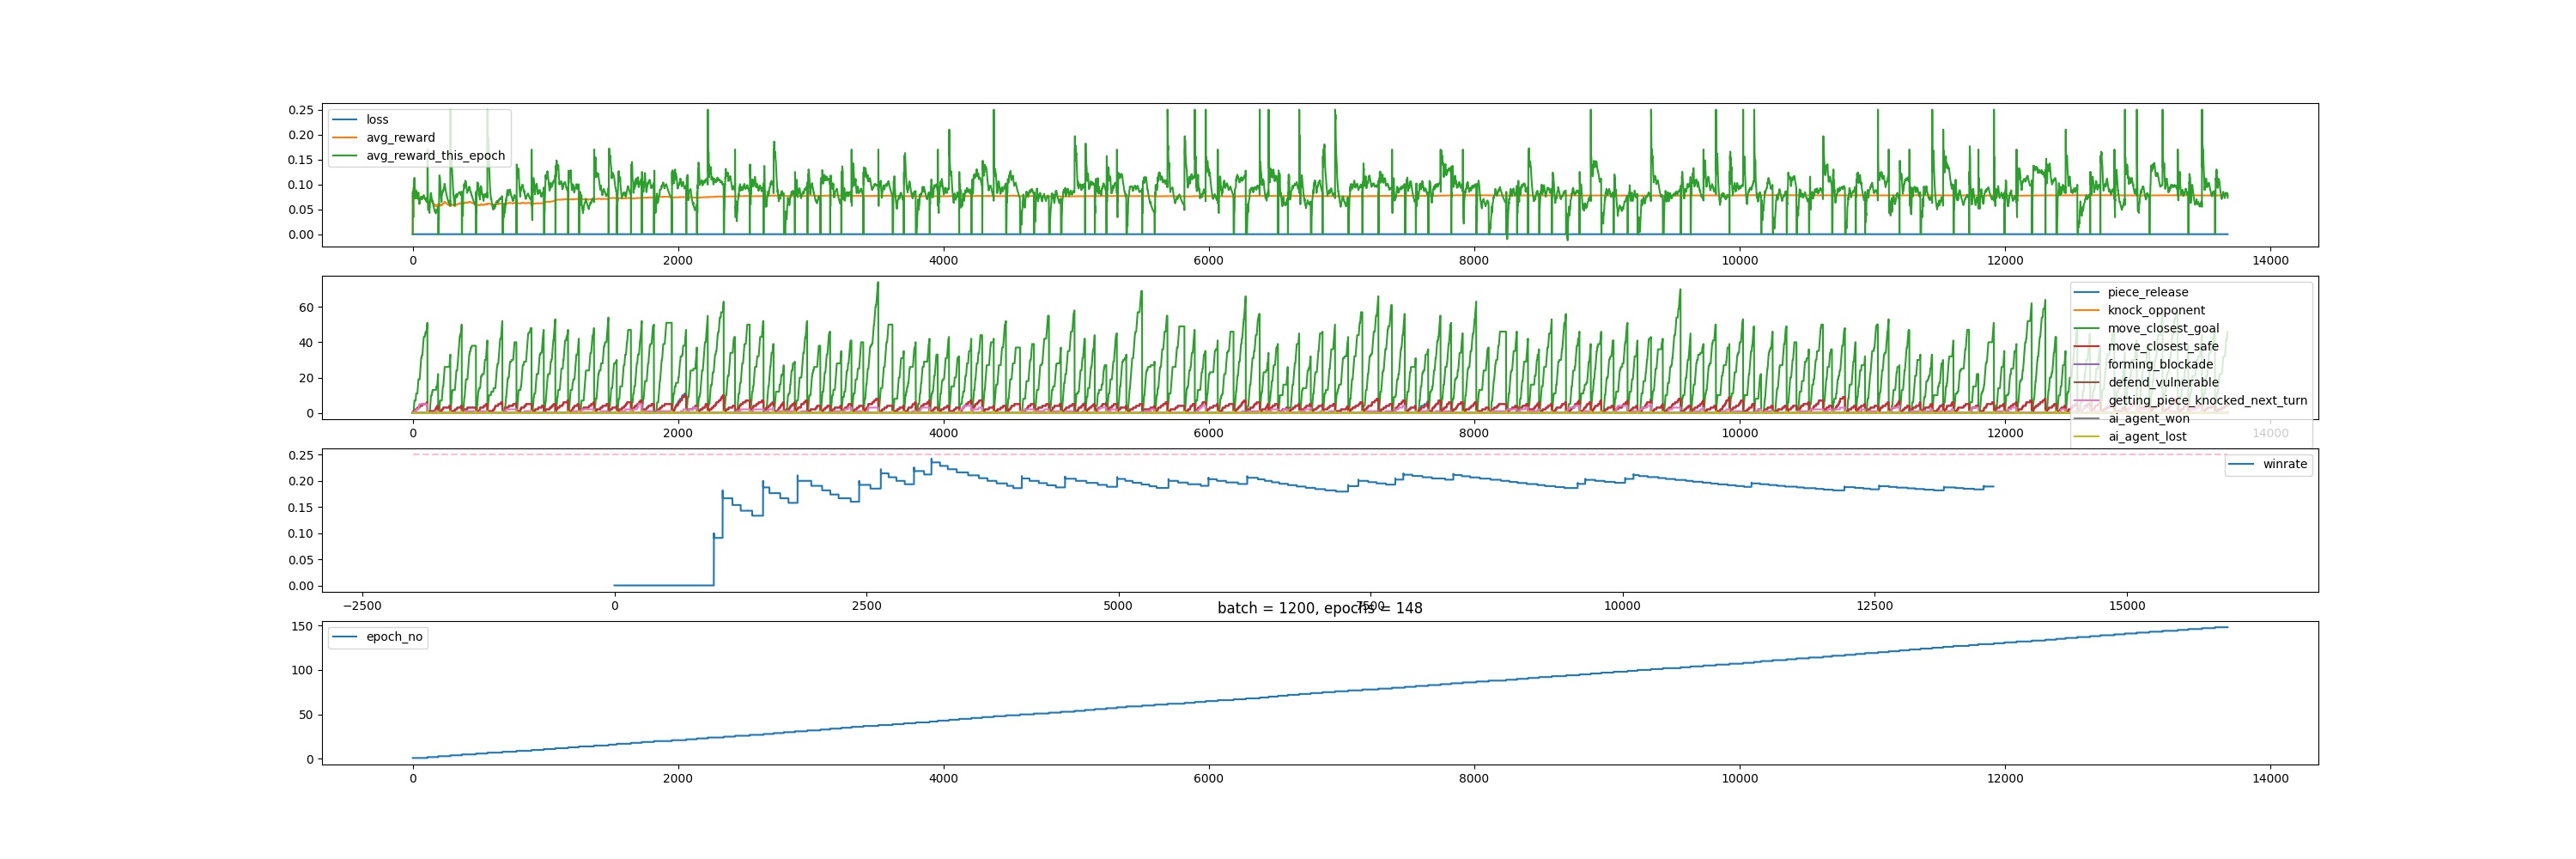 0.25
0.20
0.15
0.10
0.05
0.00
loss
avg_reward
avg_reward_this_epoch
0 2000 4000 6000 8000 10000 12000 14000
60
40
20
0
piece_release
knock_opponent
move_closest_goal
move_closest_safe
forming_blockade
defend_vulnerable
getting_piece_knocked_next_turn
ai_agent_won
ai_agent_lost
0 2000 4000 6000 8000 10000 12000 14000
0.25
0.20
0.15
0.10
0.05
0.00
winrate
−2500 0 2500 5000 7500 10000 12500 15000
batch = 1200, epochs = 148
150
100
50
0
epoch_no
0 2000 4000 6000 8000 10000 12000 14000